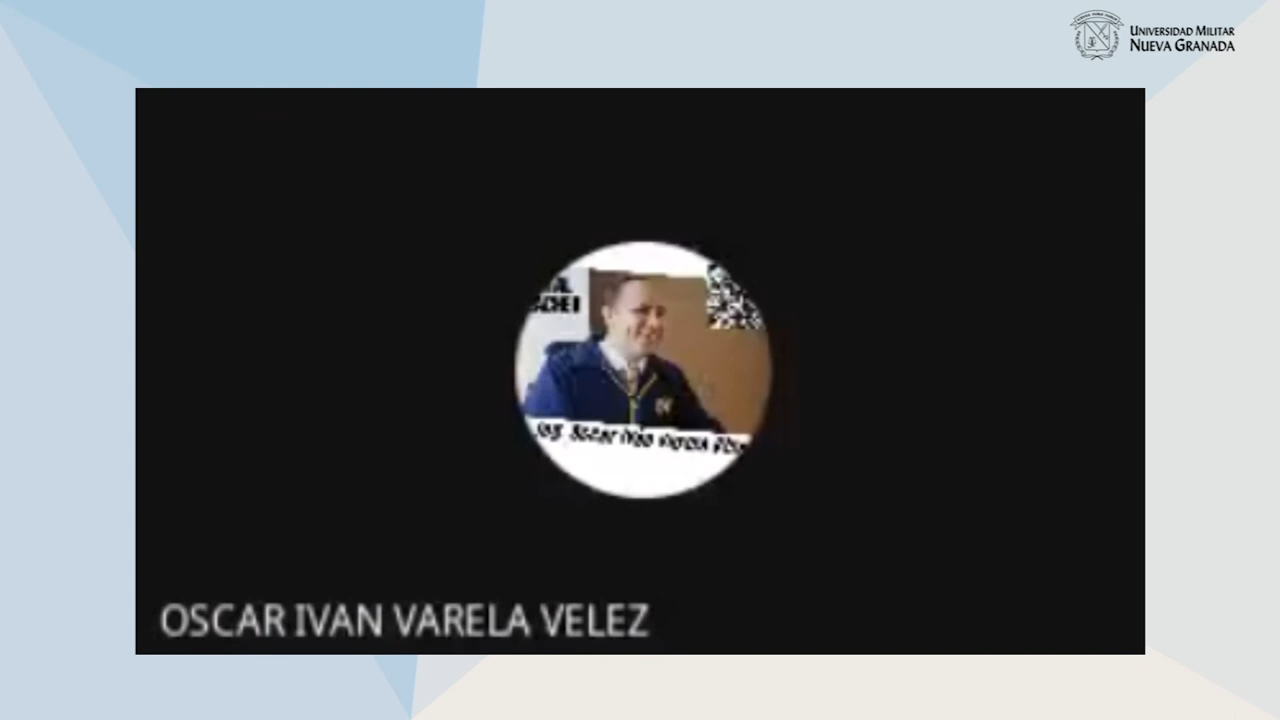 UNIVERSIDAD MILITAR
NUEVA GRANADA
OSCAR IVAN VARELA VELEZ